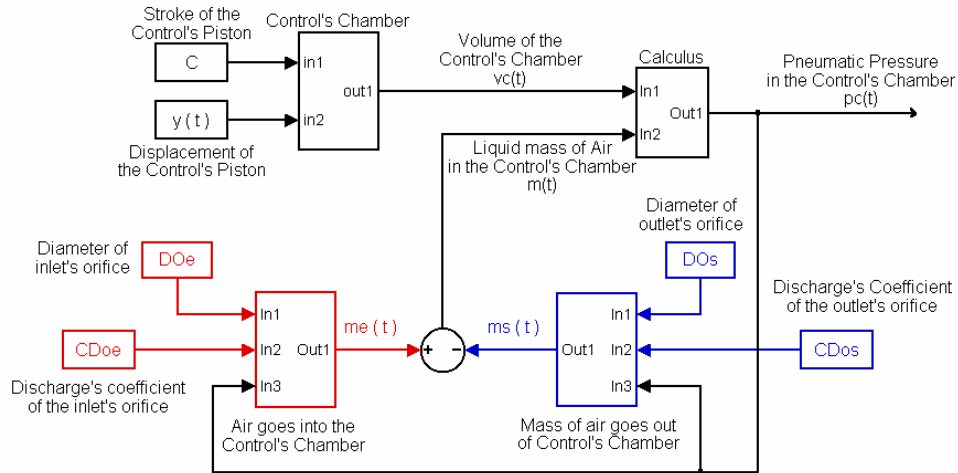 Stroke of the
Control's Piston
C
y ( t )
Displacement of
the Control's Piston
Control's Chamber
in1
in2
out1
Volume of the
Control's Chamber
vc(t)
Calculus
In1
In2
Out1
Pneumatic Pressure
in the Control's Chamber
pc(t)
Liquid mass of Air
in the Control's Chamber
m(t)
Diameter of
inlet's orifice
DOe
CDoe
Discharge's coefficient
of the inlet's orifice
In1
In2
In3
Out1
Air goes into the
Control's Chamber
me ( t )
+
−
ms ( t )
Diameter of
outlet's orifice
DOs
Discharge's Coefficient
of the outlet's orifice
CDos
Out1
In1
In2
In3
Mass of air goes out
of Control's Chamber